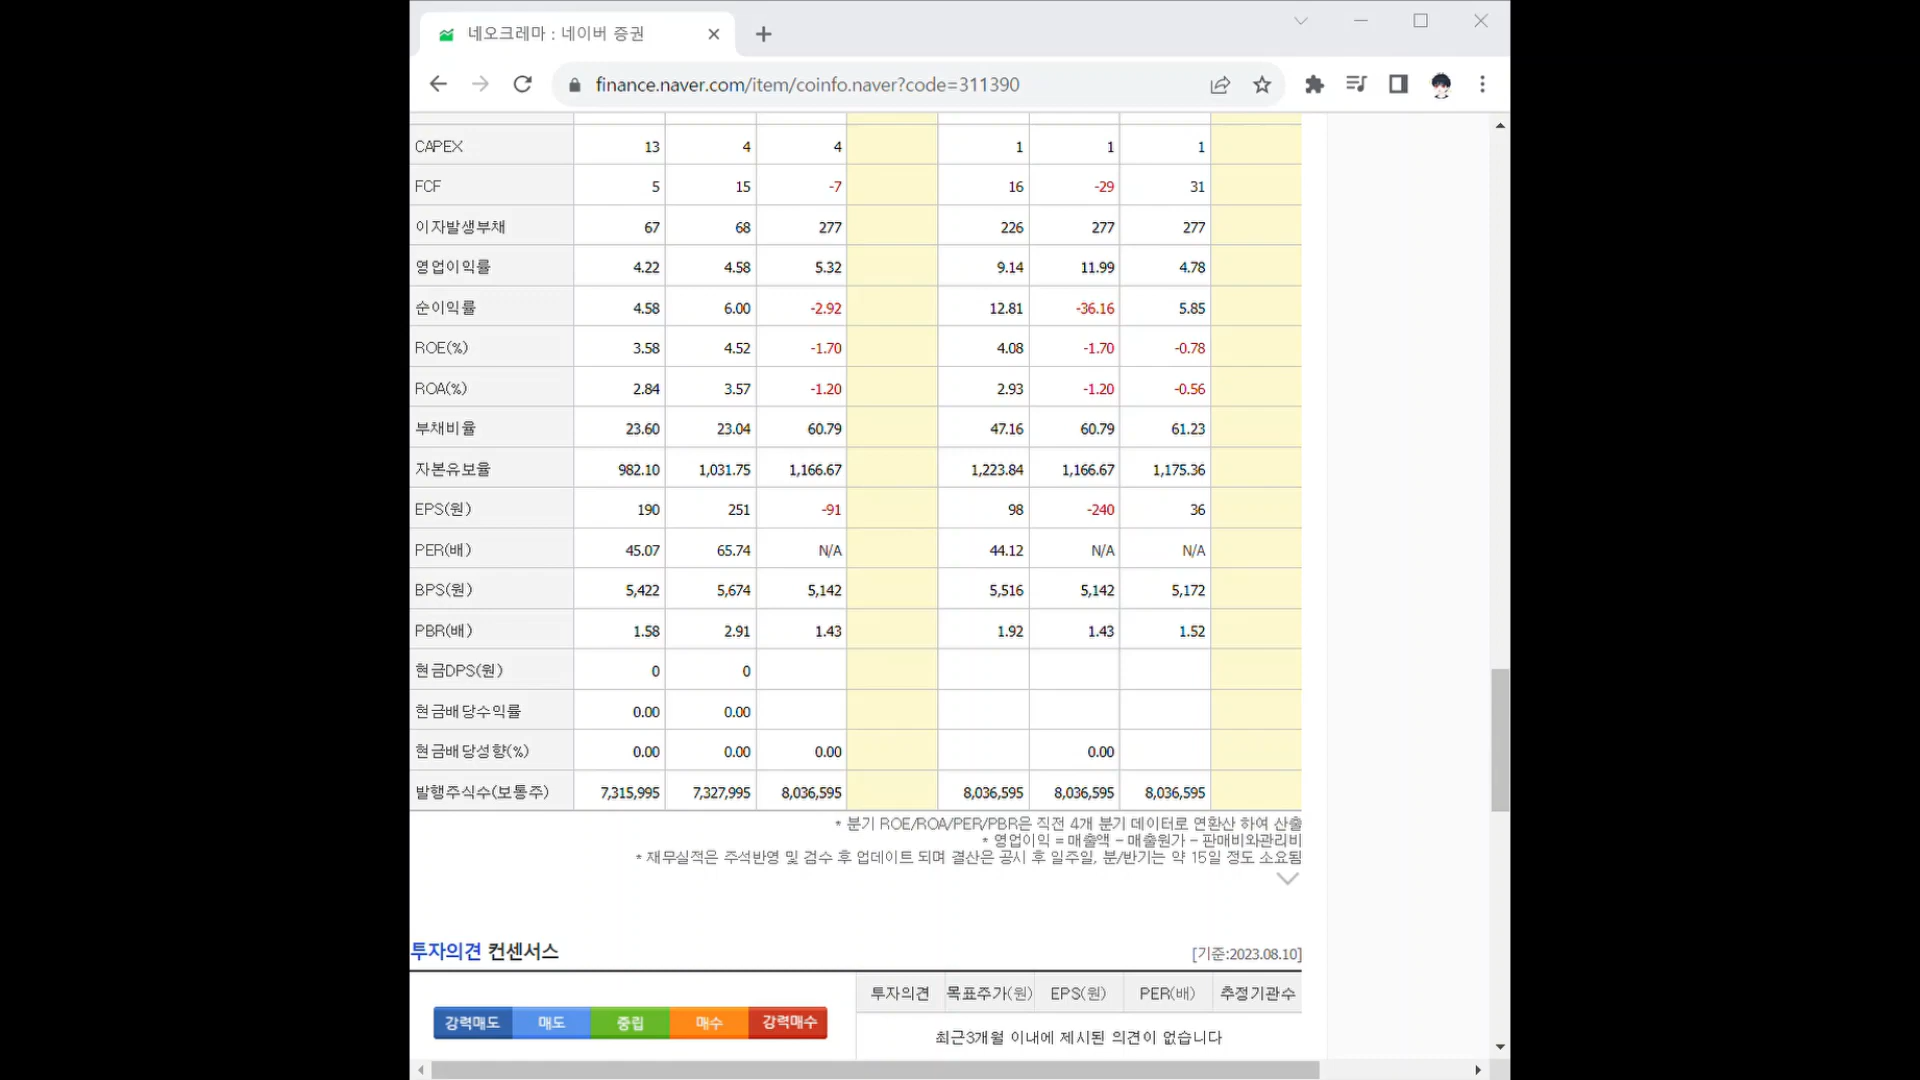 네오크레마 : 네이버 증권
finance.naver.com/item/coinfo.naver?code=311390
CAPEX 13 4 4 1 1 1
FCF 5 15 -7 16 -29 31
이자발생부채 67 68 277 226 277 277
영업이익률 4.22 4.58 5.32 9.14 11.99 4.78
순이익률 4.58 6.00 -2.92 12.81 -36.16 5.85
ROE(%) 3.58 4.52 -1.70 4.08 -1.70 -0.78
ROA(%) 2.84 3.57 -1.20 2.93 -1.20 -0.56
부채비율 23.60 23.04 60.79 47.16 60.79 61.23
자본유보율 982.10 1,031.75 1,166.67 1,223.84 1,166.67 1,175.36
EPS(원) 190 251 -91 98 -240 36
PER(배) 45.07 65.74 N/A 44.12 N/A N/A
BPS(원) 5,422 5,674 5,142 5,516 5,142 5,172
PBR(배) 1.58 2.91 1.43 1.92 1.43 1.52
현금DPS(원) 0 0
현금배당수익률 0.00 0.00
현금배당성향(%) 0.00 0.00 0.00 0.00
발행주식수(보통주) 7,315,995 7,327,995 8,036,595 8,036,595 8,036,595 8,036,595
* 분기 ROE/ROA/PER/PBR은 직전 4개 분기 데이터로 연환산 하여 산출
* 영업이익 = 매출액 - 매출원가 - 판매비와관리비
* 재무실적은 주석반영 및 검수 후 업데이트 되며 결산은 공시 후 일주일, 분/반기는 약 15일 정도 소요됨
투자의견 컨센서스 [기준:2023.08.10]
투자의견 목표주가(원) EPS(원) PER(배) 추정기관수
강력매도 매도 중립 매수 강력매수
최근3개월 이내에 제시된 의견이 없습니다